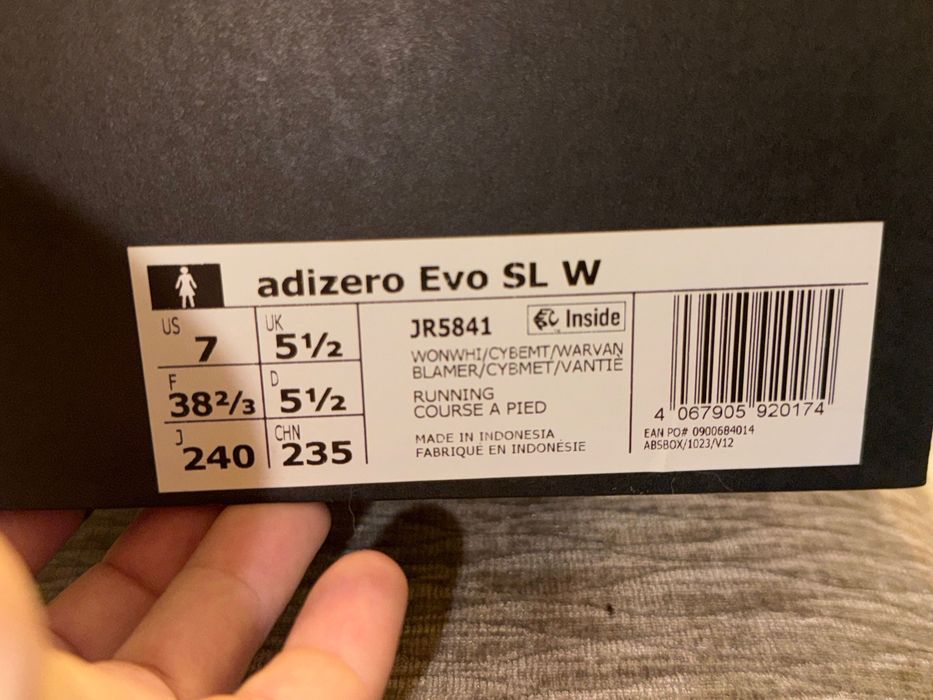 adizero Evo SL W
US
7
UK
5½
F
38⅔
D
5½
J
240
CHN
235
JR5841
Inside
WONWHI/CYBEMT/WARVAN
BLAMER/CYBMET/VANTIÈ
RUNNING
COURSE A PIED
MADE IN INDONESIA
FABRIQUÉ EN INDONÉSIE
4 067905 920174
EAN PO# 0900684014
ABSBOX/1023/V12